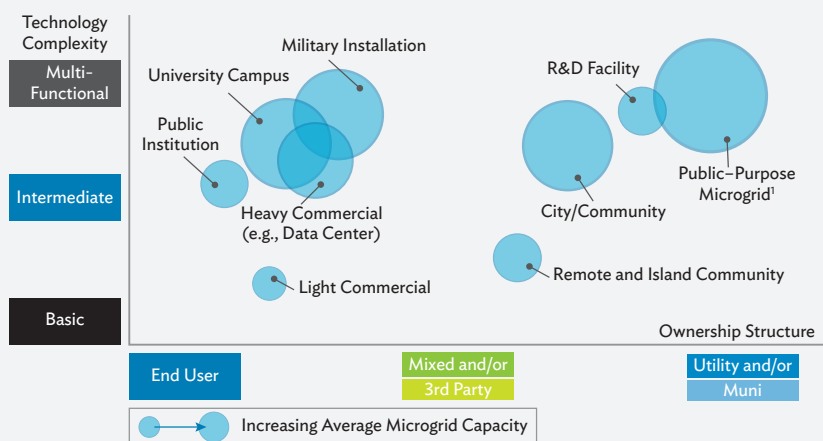 Technology
Complexity
Multi-
Functional
Intermediate
Basic
Military Installation
University Campus
Public
Institution
Heavy Commercial
(e.g., Data Center)
Light Commercial
R&D Facility
Public–Purpose
Microgrid¹
City/Community
Remote and Island Community
Ownership Structure
End User
Mixed and/or
3rd Party
Utility and/or
Muni
Increasing Average Microgrid Capacity